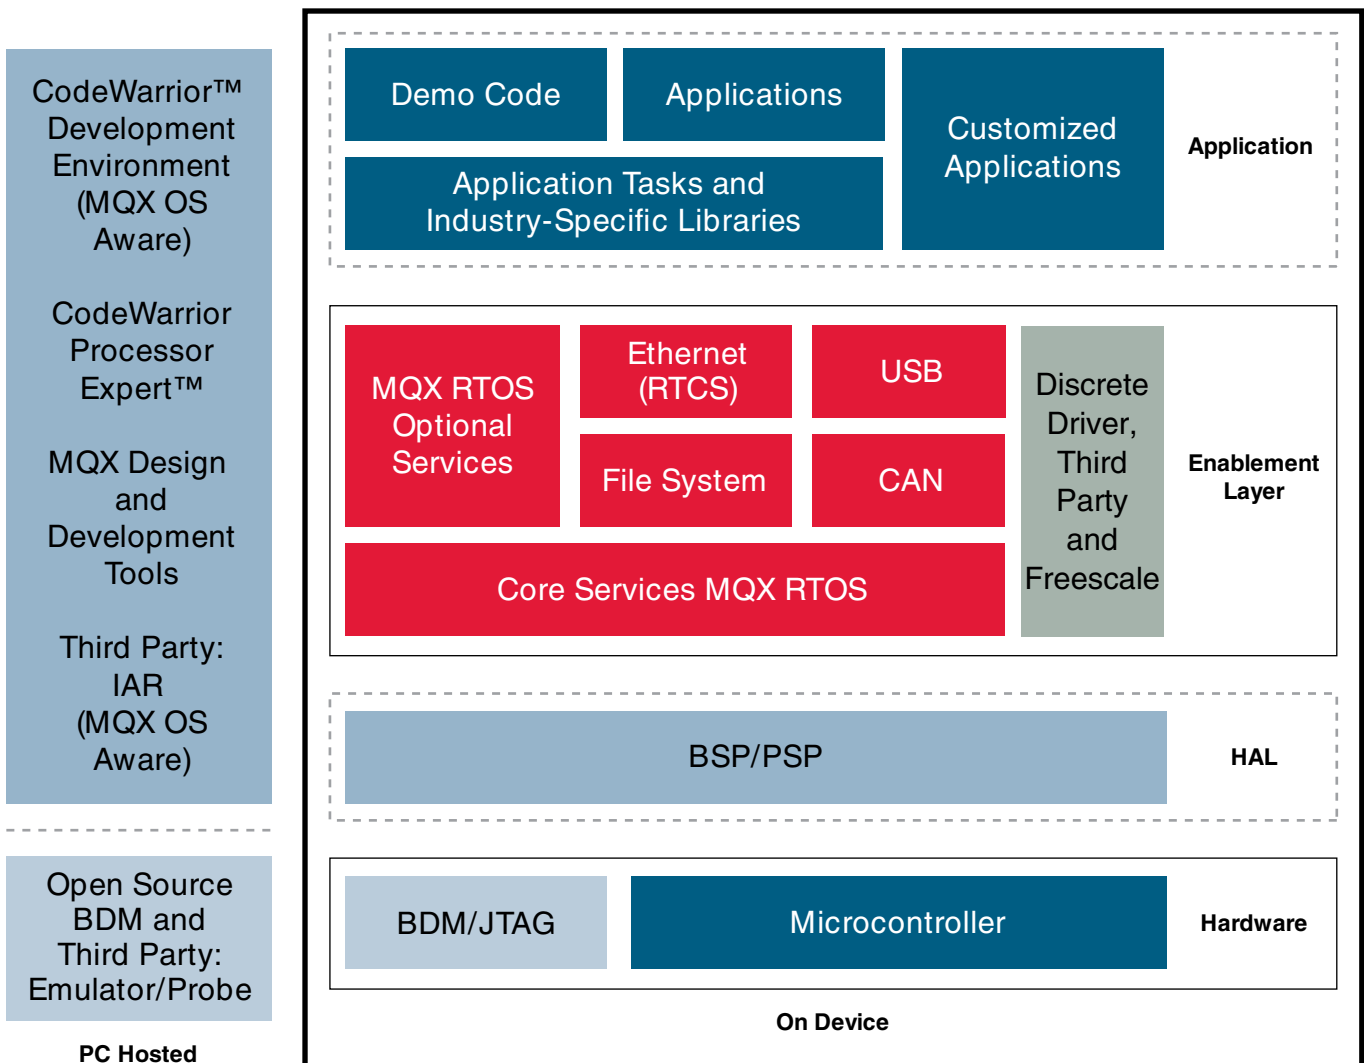 CodeWarrior™
Development
Environment
(MQX OS
Aware)
CodeWarrior
Processor
Expert™
MQX Design
and
Development
Tools
Third Party:
IAR
(MQX OS
Aware)
Open Source
BDM and
Third Party:
Emulator/Probe
PC Hosted
Demo Code
Applications
Customized
Applications
Application Tasks and
Industry-Specific Libraries
Application
MQX RTOS
Optional
Services
Ethernet
(RTCS)
USB
File System
CAN
Core Services MQX RTOS
Discrete
Driver,
Third
Party
and
Freescale
Enablement
Layer
BSP/PSP
HAL
BDM/JTAG
Microcontroller
Hardware
On Device